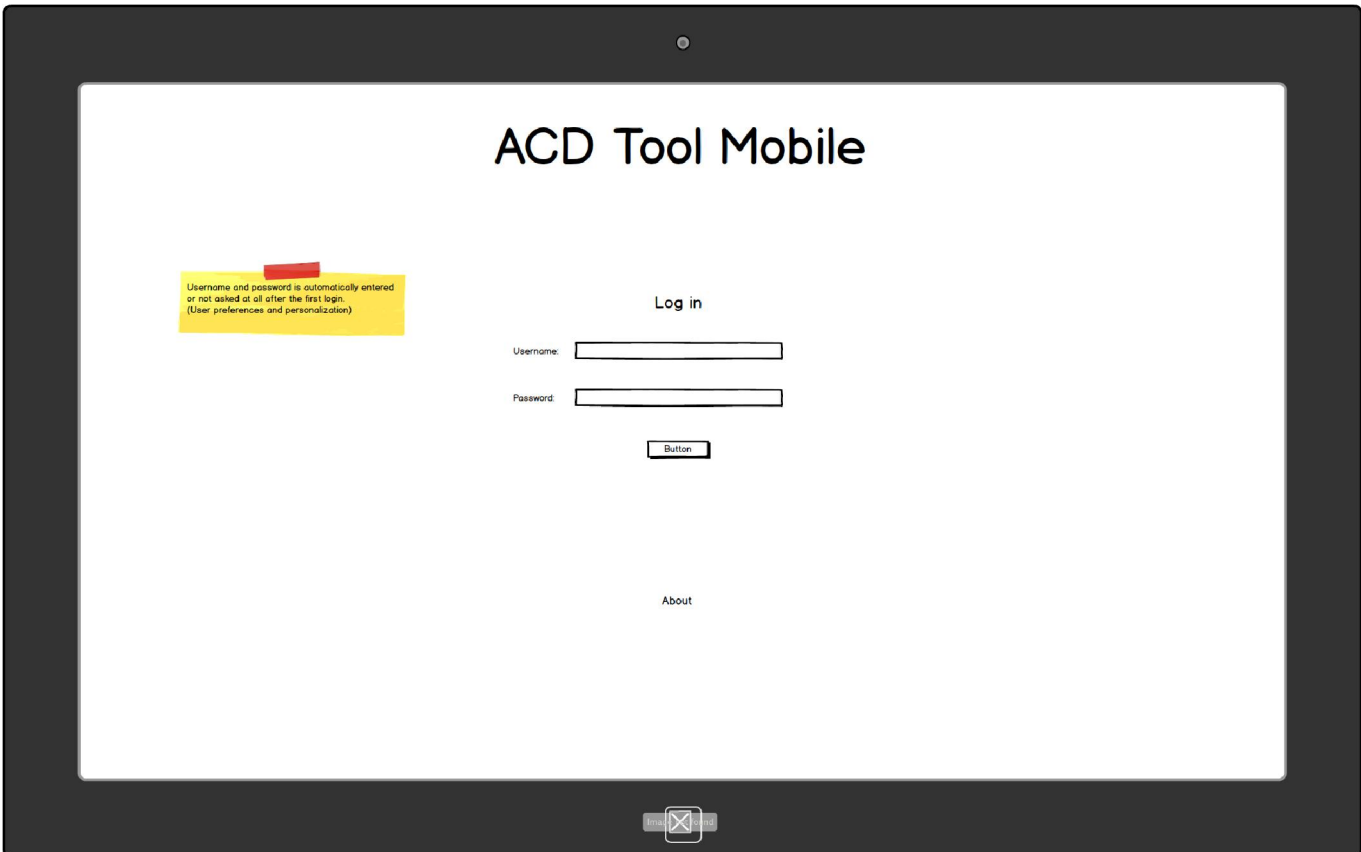 ACD Tool Mobile
Username and password is automatically entered
or not asked at all after the first login.
(User preferences and personalization)
Log in
Username:
Password:
Button
About